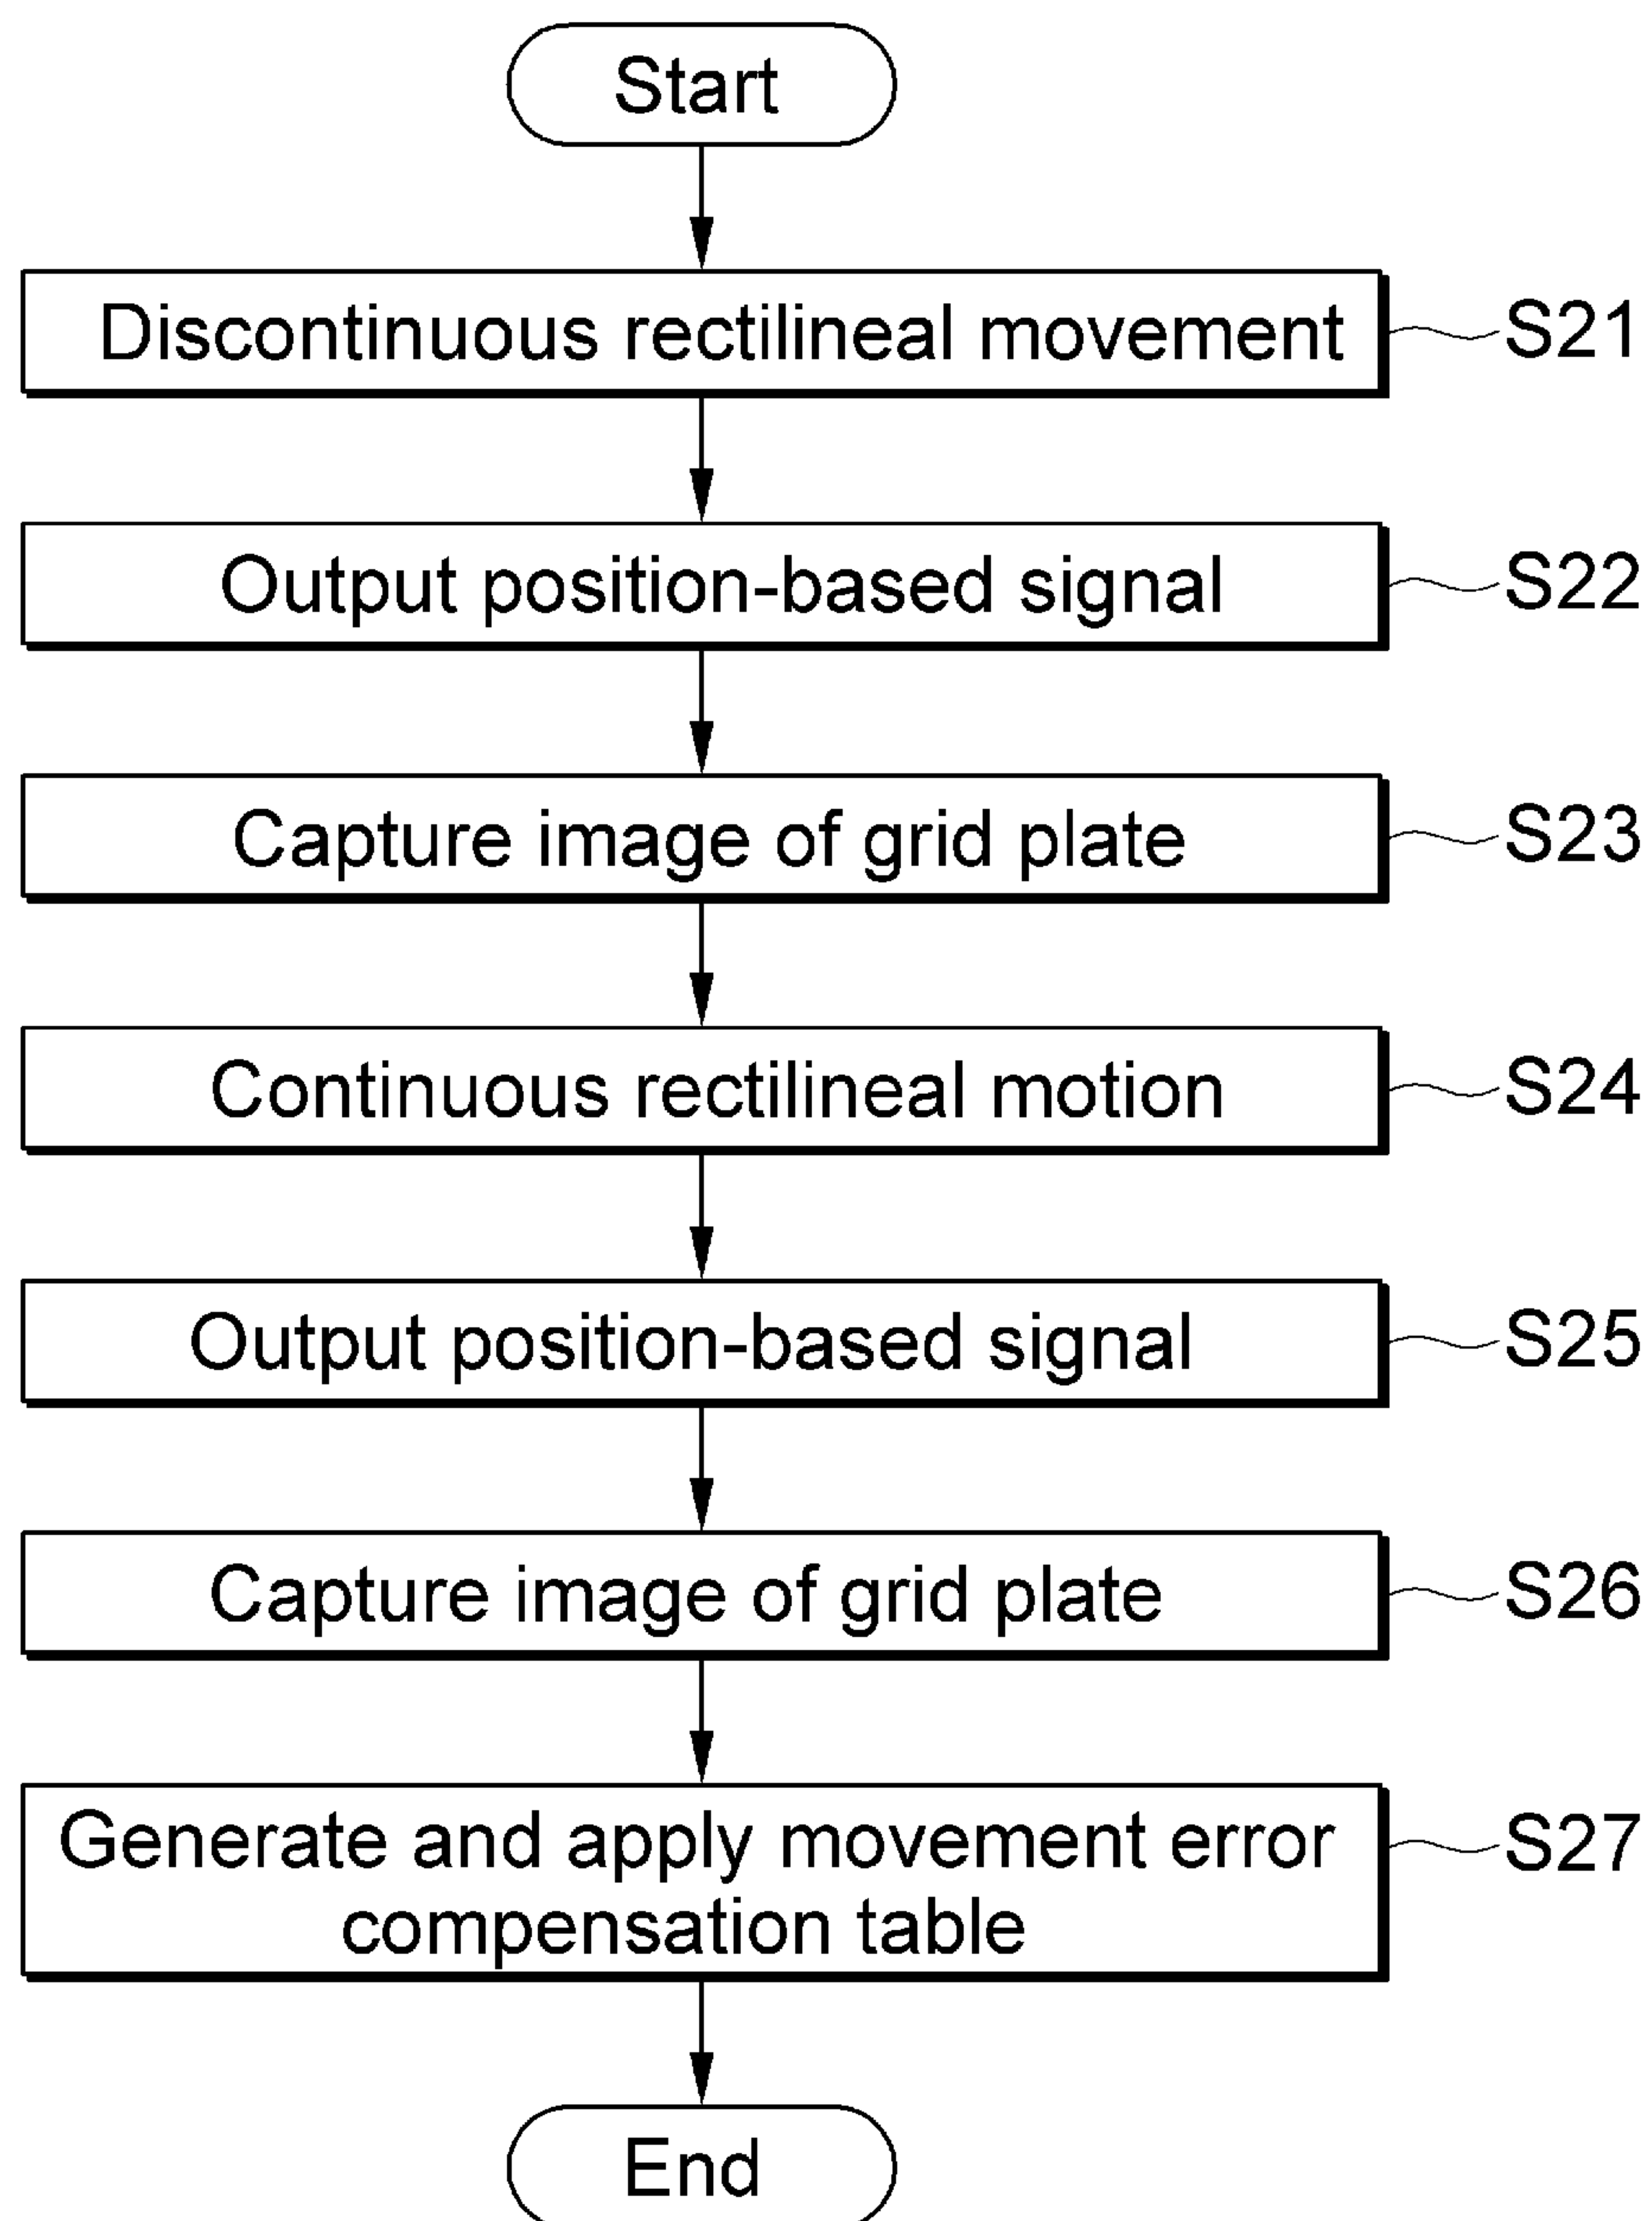 Start
Discontinuous rectilineal movement
S21
Output position-based signal
S22
Capture image of grid plate
S23
Continuous rectilineal motion
S24
Output position-based signal
S25
Capture image of grid plate
S26
Generate and apply movement error
compensation table
S27
End